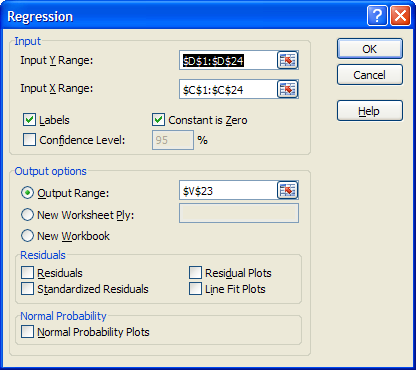 Regression
Input
Input Y Range: $D$1:$D$24
Input X Range: $C$1:$C$24
Labels Constant is Zero
Confidence Level: 95 %
OK
Cancel
Help
Output options
Output Range: $V$23
New Worksheet Ply:
New Workbook
Residuals
Residuals Residual Plots
Standardized Residuals Line Fit Plots
Normal Probability
Normal Probability Plots